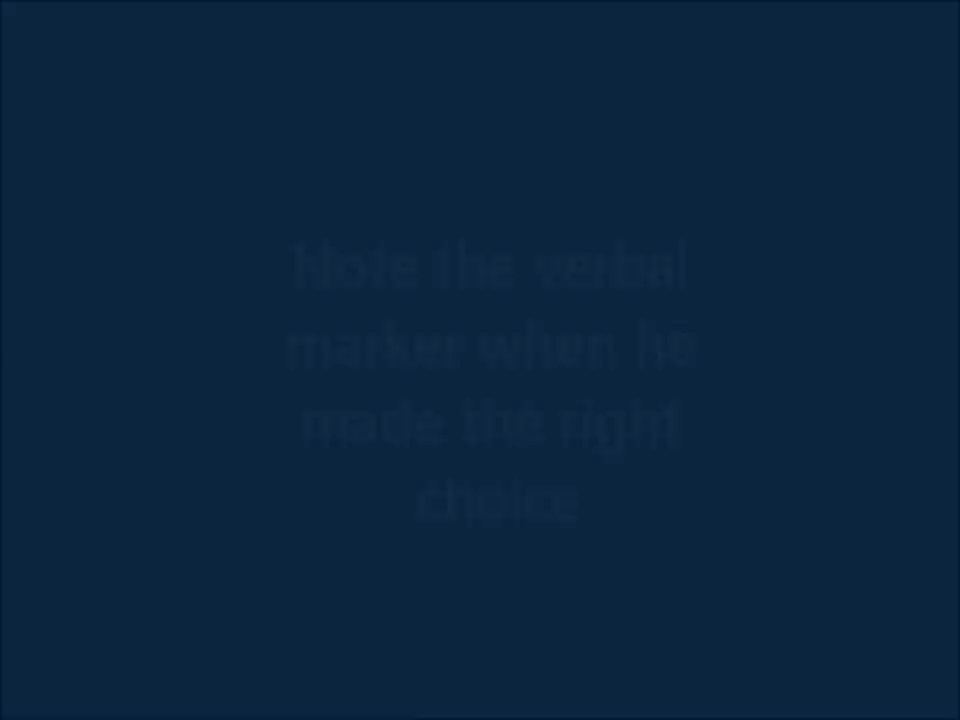 Note the verbal
marker when he
made the right
choice